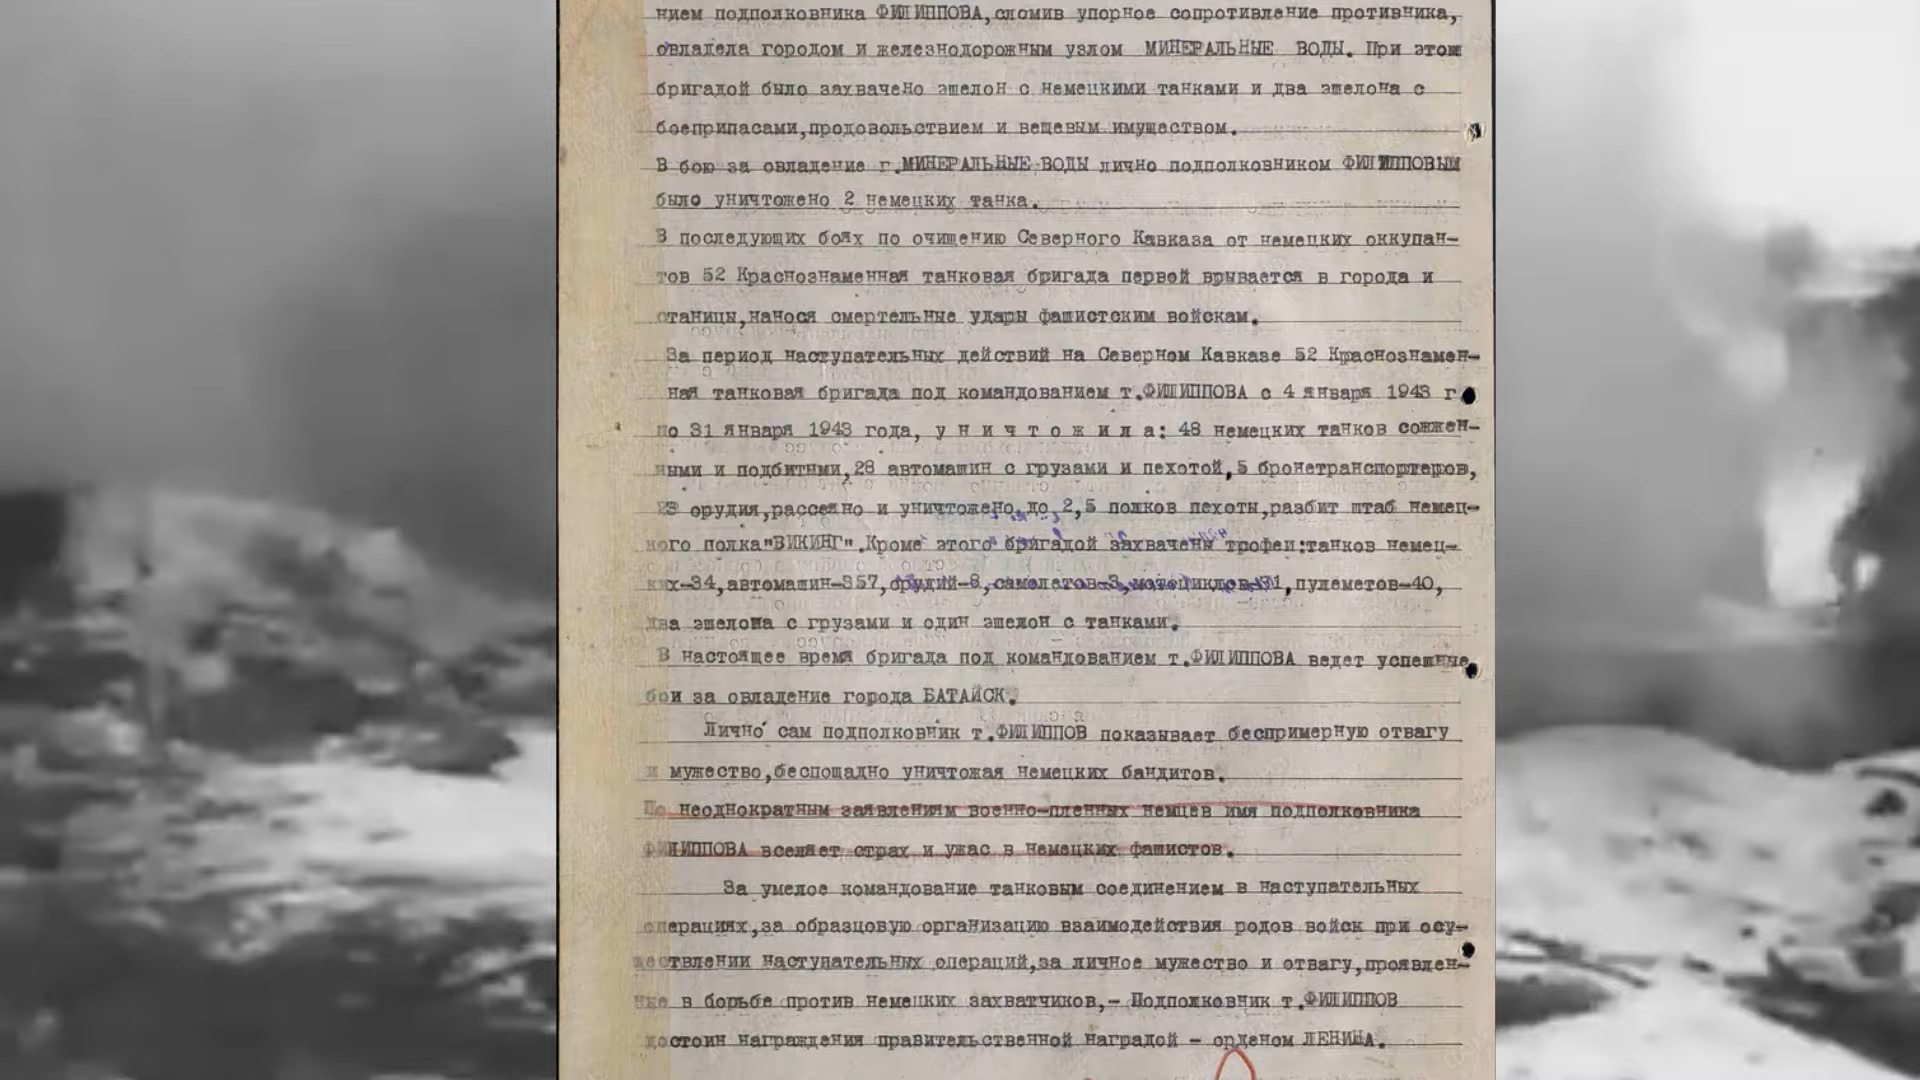 нием подполковника ФИЛИППОВА,сломив упорное сопротивление противника,
овладела городом и железнодорожным узлом МИНЕРАЛЬНЫЕ ВОДЫ. При этом
бригадой было захвачено эшелон с немецкими танками и два эшелона с
боеприпасами,продовольствием и вещевым имуществом.
В бою за овладение г.МИНЕРАЛЬНЫЕ ВОДЫ лично подполковником ФИЛИППОВЫМ
было уничтожено 2 немецких танка.
В последующих боях по очищению Северного Кавказа от немецких оккупан-
тов 52 Краснознаменная танковая бригада первой врывается в города и
станицы,нанося смертельные удары фашистским войскам.
За период наступательных действий на Северном Кавказе 52 Краснознамен-
ная танковая бригада под командованием т.ФИЛИППОВА с 4 января 1943 г
по 31 января 1943 года, у н и ч т о ж и л а: 48 немецких танков сожжен-
ными и подбитыми,28 автомашин с грузами и пехотой,5 бронетранспортеров,
23 орудия,рассеяно и уничтожено до 2,5 полков пехоты,разбит штаб немец-
кого полка"ВИКИНГ".Кроме этого бригадой захвачены трофеи:танков немец-
ких-34,автомашин-357,орудий-8,самолетов-3,мотоциклов-31,пулеметов-40,
два эшелона с грузами и один эшелон с танками.
В настоящее время бригада под командованием т.ФИЛИППОВА ведет успешные
бои за овладение города БАТАЙСК.
Лично сам подполковник т.ФИЛИППОВ показывает беспримерную отвагу
и мужество,беспощадно уничтожая немецких бандитов.
По неоднократным заявлениям военно-пленных немцев имя подполковника
ФИЛИППОВА вселяет страх и ужас в немецких фашистов.
За умелое командование танковым соединением в наступательных
операциях,за образцовую организацию взаимодействия родов войск при осу-
ществлении наступательных операций,за личное мужество и отвагу,проявлен-
ные в борьбе против немецких захватчиков,- Подполковник т.ФИЛИППОВ
достоин награждения правительственной наградой - орденом ЛЕНИНА.